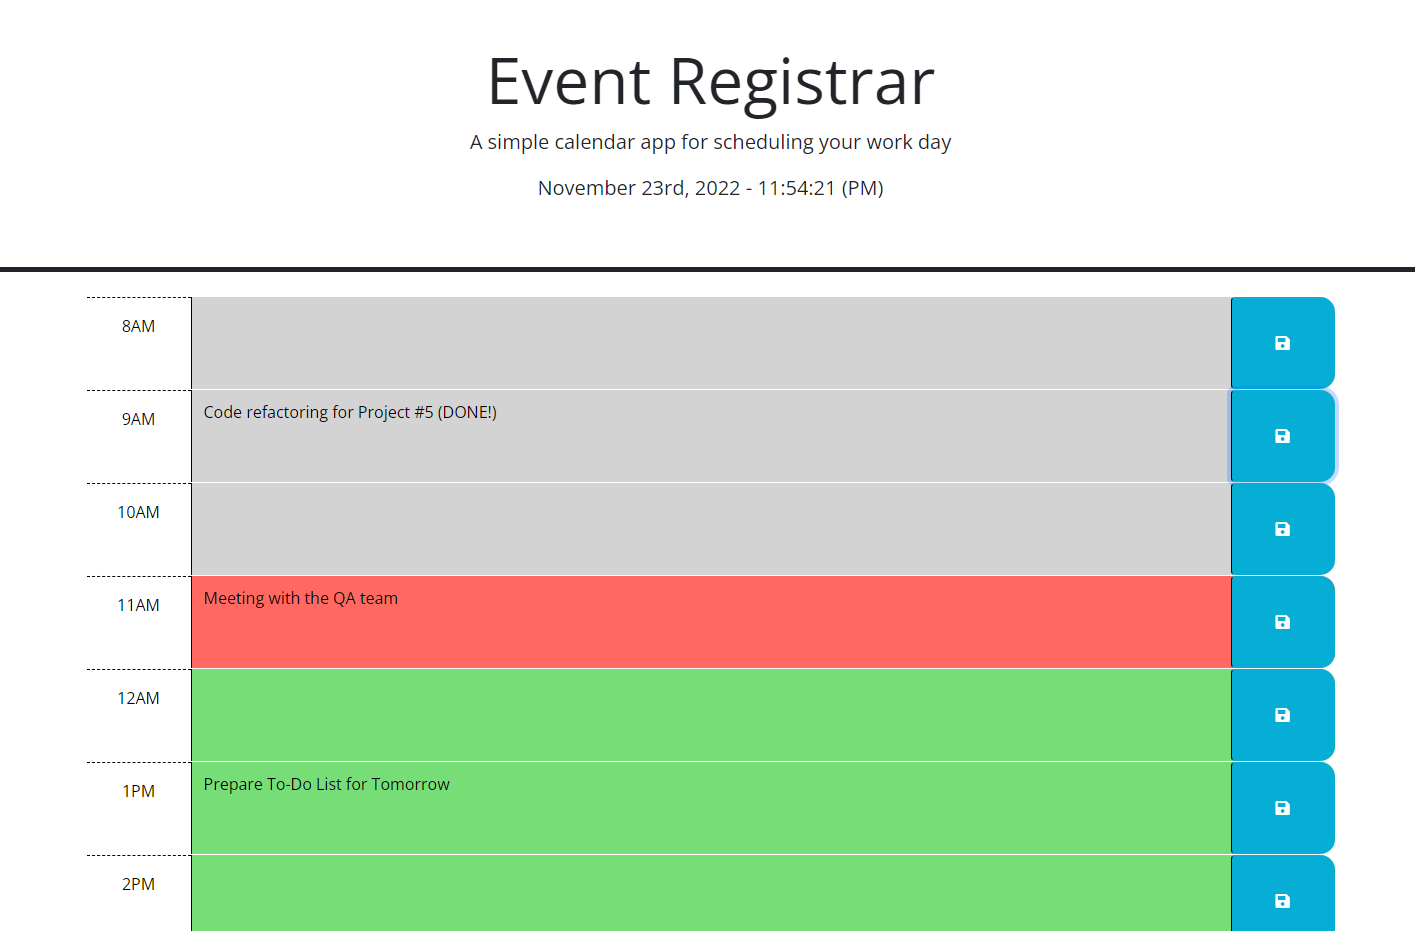 Event Registrar
A simple calendar app for scheduling your work day
November 23rd, 2022 - 11:54:21 (PM)
8AM
9AM
Code refactoring for Project #5 (DONE!)
10AM
11AM
Meeting with the QA team
12AM
1PM
Prepare To-Do List for Tomorrow
2PM